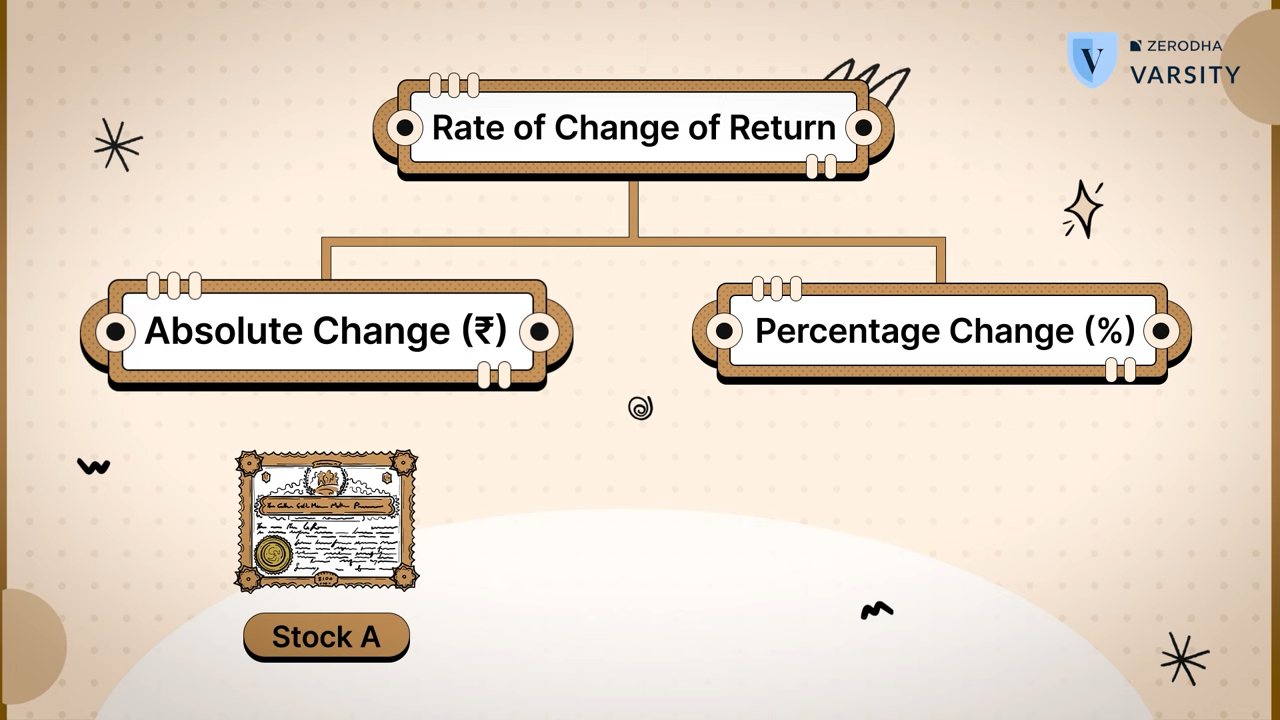 ZERODHA
VARSITY
Rate of Change of Return
Absolute Change (₹)
Percentage Change (%)
Stock A